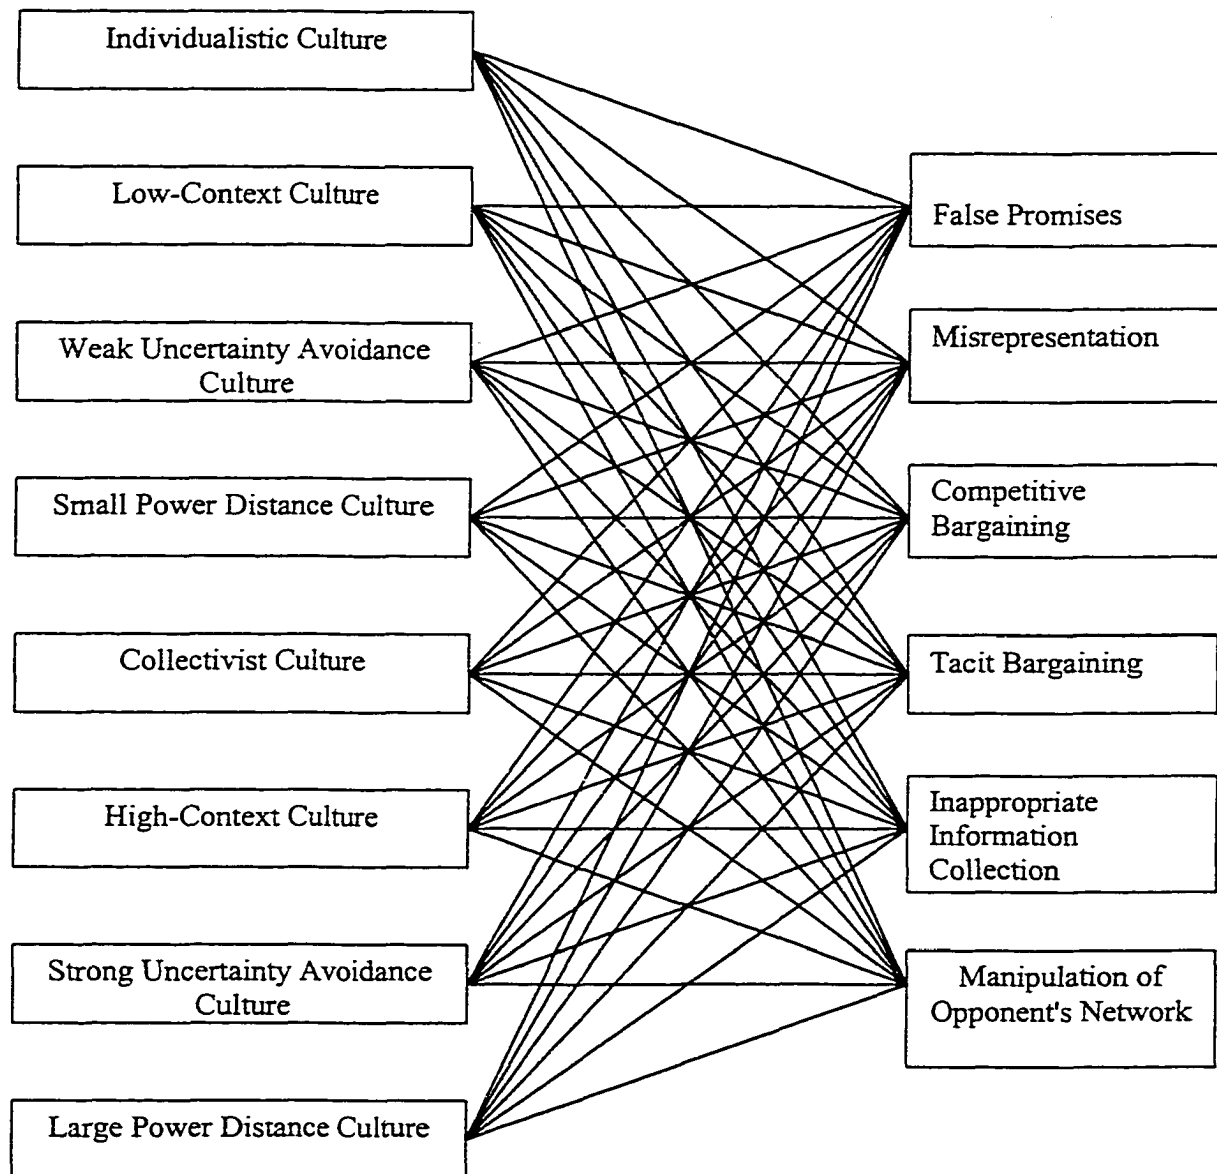 Individualistic Culture
Low-Context Culture
Weak Uncertainty Avoidance
Culture
Small Power Distance Culture
Collectivist Culture
High-Context Culture
Strong Uncertainty Avoidance
Culture
Large Power Distance Culture
False Promises
Misrepresentation
Competitive
Bargaining
Tacit Bargaining
Inappropriate
Information
Collection
Manipulation of
Opponent's Network